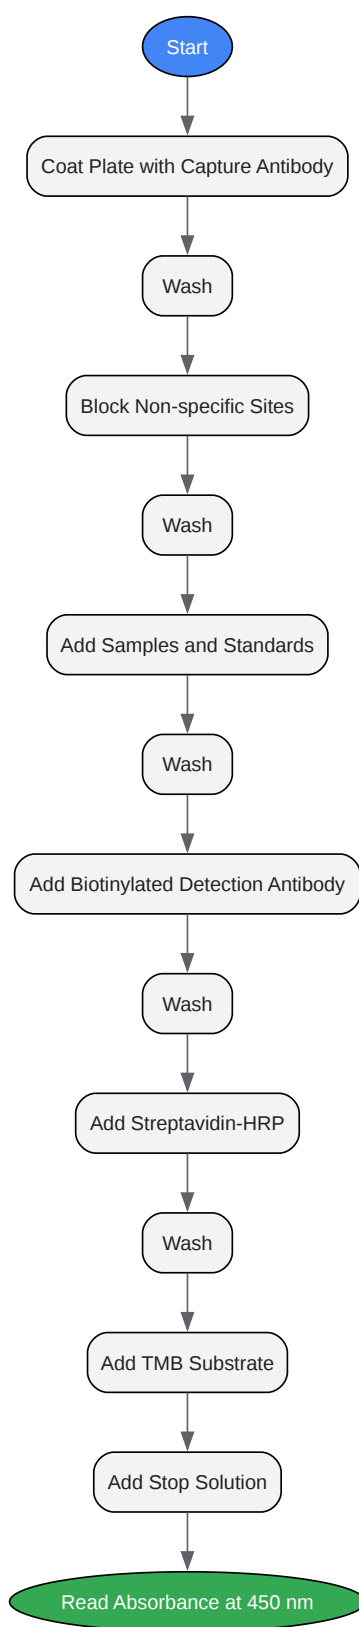 Start
Coat Plate with Capture Antibody
Wash
Block Non-specific Sites
Wash
Add Samples and Standards
Wash
Add Biotinylated Detection Antibody
Wash
Add Streptavidin-HRP
Wash
Add TMB Substrate
Add Stop Solution
Read Absorbance at 450 nm